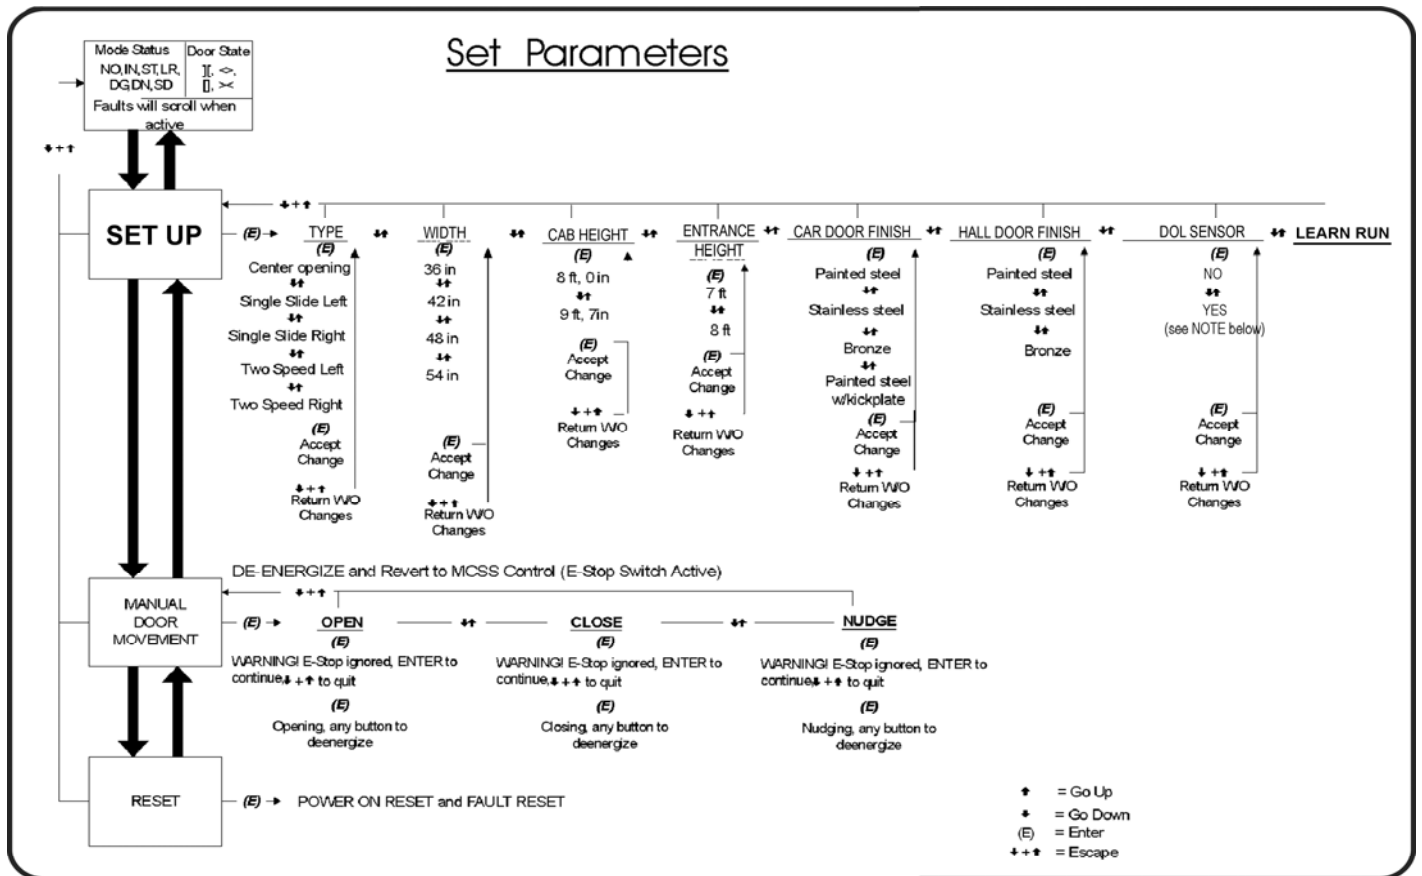 Set Parameters
Mode Status Door State
NO,IN,ST,LR, ][, <>,
DG,DN,SD [], ><
Faults will scroll when
active
↓+↑
SET UP
↓+↑
(E) → TYPE ↓↑ WIDTH ↓↑ CAB HEIGHT ↓↑ ENTRANCE ↓↑ CAR DOOR FINISH ↓↑ HALL DOOR FINISH ↓↑ DOL SENSOR ↓↑ LEARN RUN
HEIGHT
(E)
Center opening
↓↑
Single Slide Left
↓↑
Single Slide Right
↓↑
Two Speed Left
↓↑
Two Speed Right
(E)
Accept
Change
↓+↑
Return W/O
Changes
(E)
36 in
↓↑
42 in
↓↑
48 in
↓↑
54 in
(E)
Accept
Change
↓+↑
Return W/O
Changes
(E)
8 ft, 0 in
↓↑
9 ft, 7in
(E)
Accept
Change
↓+↑
Return W/O
Changes
(E)
7 ft
↓↑
8 ft
(E)
Accept
Change
↓+↑
Return W/O
Changes
(E)
Painted steel
↓↑
Stainless steel
↓↑
Bronze
↓↑
Painted steel
w/kickplate
(E)
Accept
Change
↓+↑
Return W/O
Changes
(E)
Painted steel
↓↑
Stainless steel
↓↑
Bronze
(E)
Accept
Change
↓+↑
Return W/O
Changes
(E)
NO
↓↑
YES
(see NOTE below)
(E)
Accept
Change
↓+↑
Return W/O
Changes
DE-ENERGIZE and Revert to MCSS Control (E-Stop Switch Active)
↓+↑
MANUAL
DOOR
MOVEMENT
(E) → OPEN ↓↑ CLOSE ↓↑ NUDGE
(E)
WARNING! E-Stop ignored, ENTER to
continue,↓+↑ to quit
(E)
Opening, any button to
deenergize
(E)
WARNING! E-Stop ignored, ENTER to
continue,↓+↑ to quit
(E)
Closing, any button to
deenergize
(E)
WARNING! E-Stop ignored, ENTER to
continue↓+↑ to quit
(E)
Nudging, any button to
deenergize
RESET
(E) → POWER ON RESET and FAULT RESET
↑ = Go Up
↓ = Go Down
(E) = Enter
↓+↑ = Escape